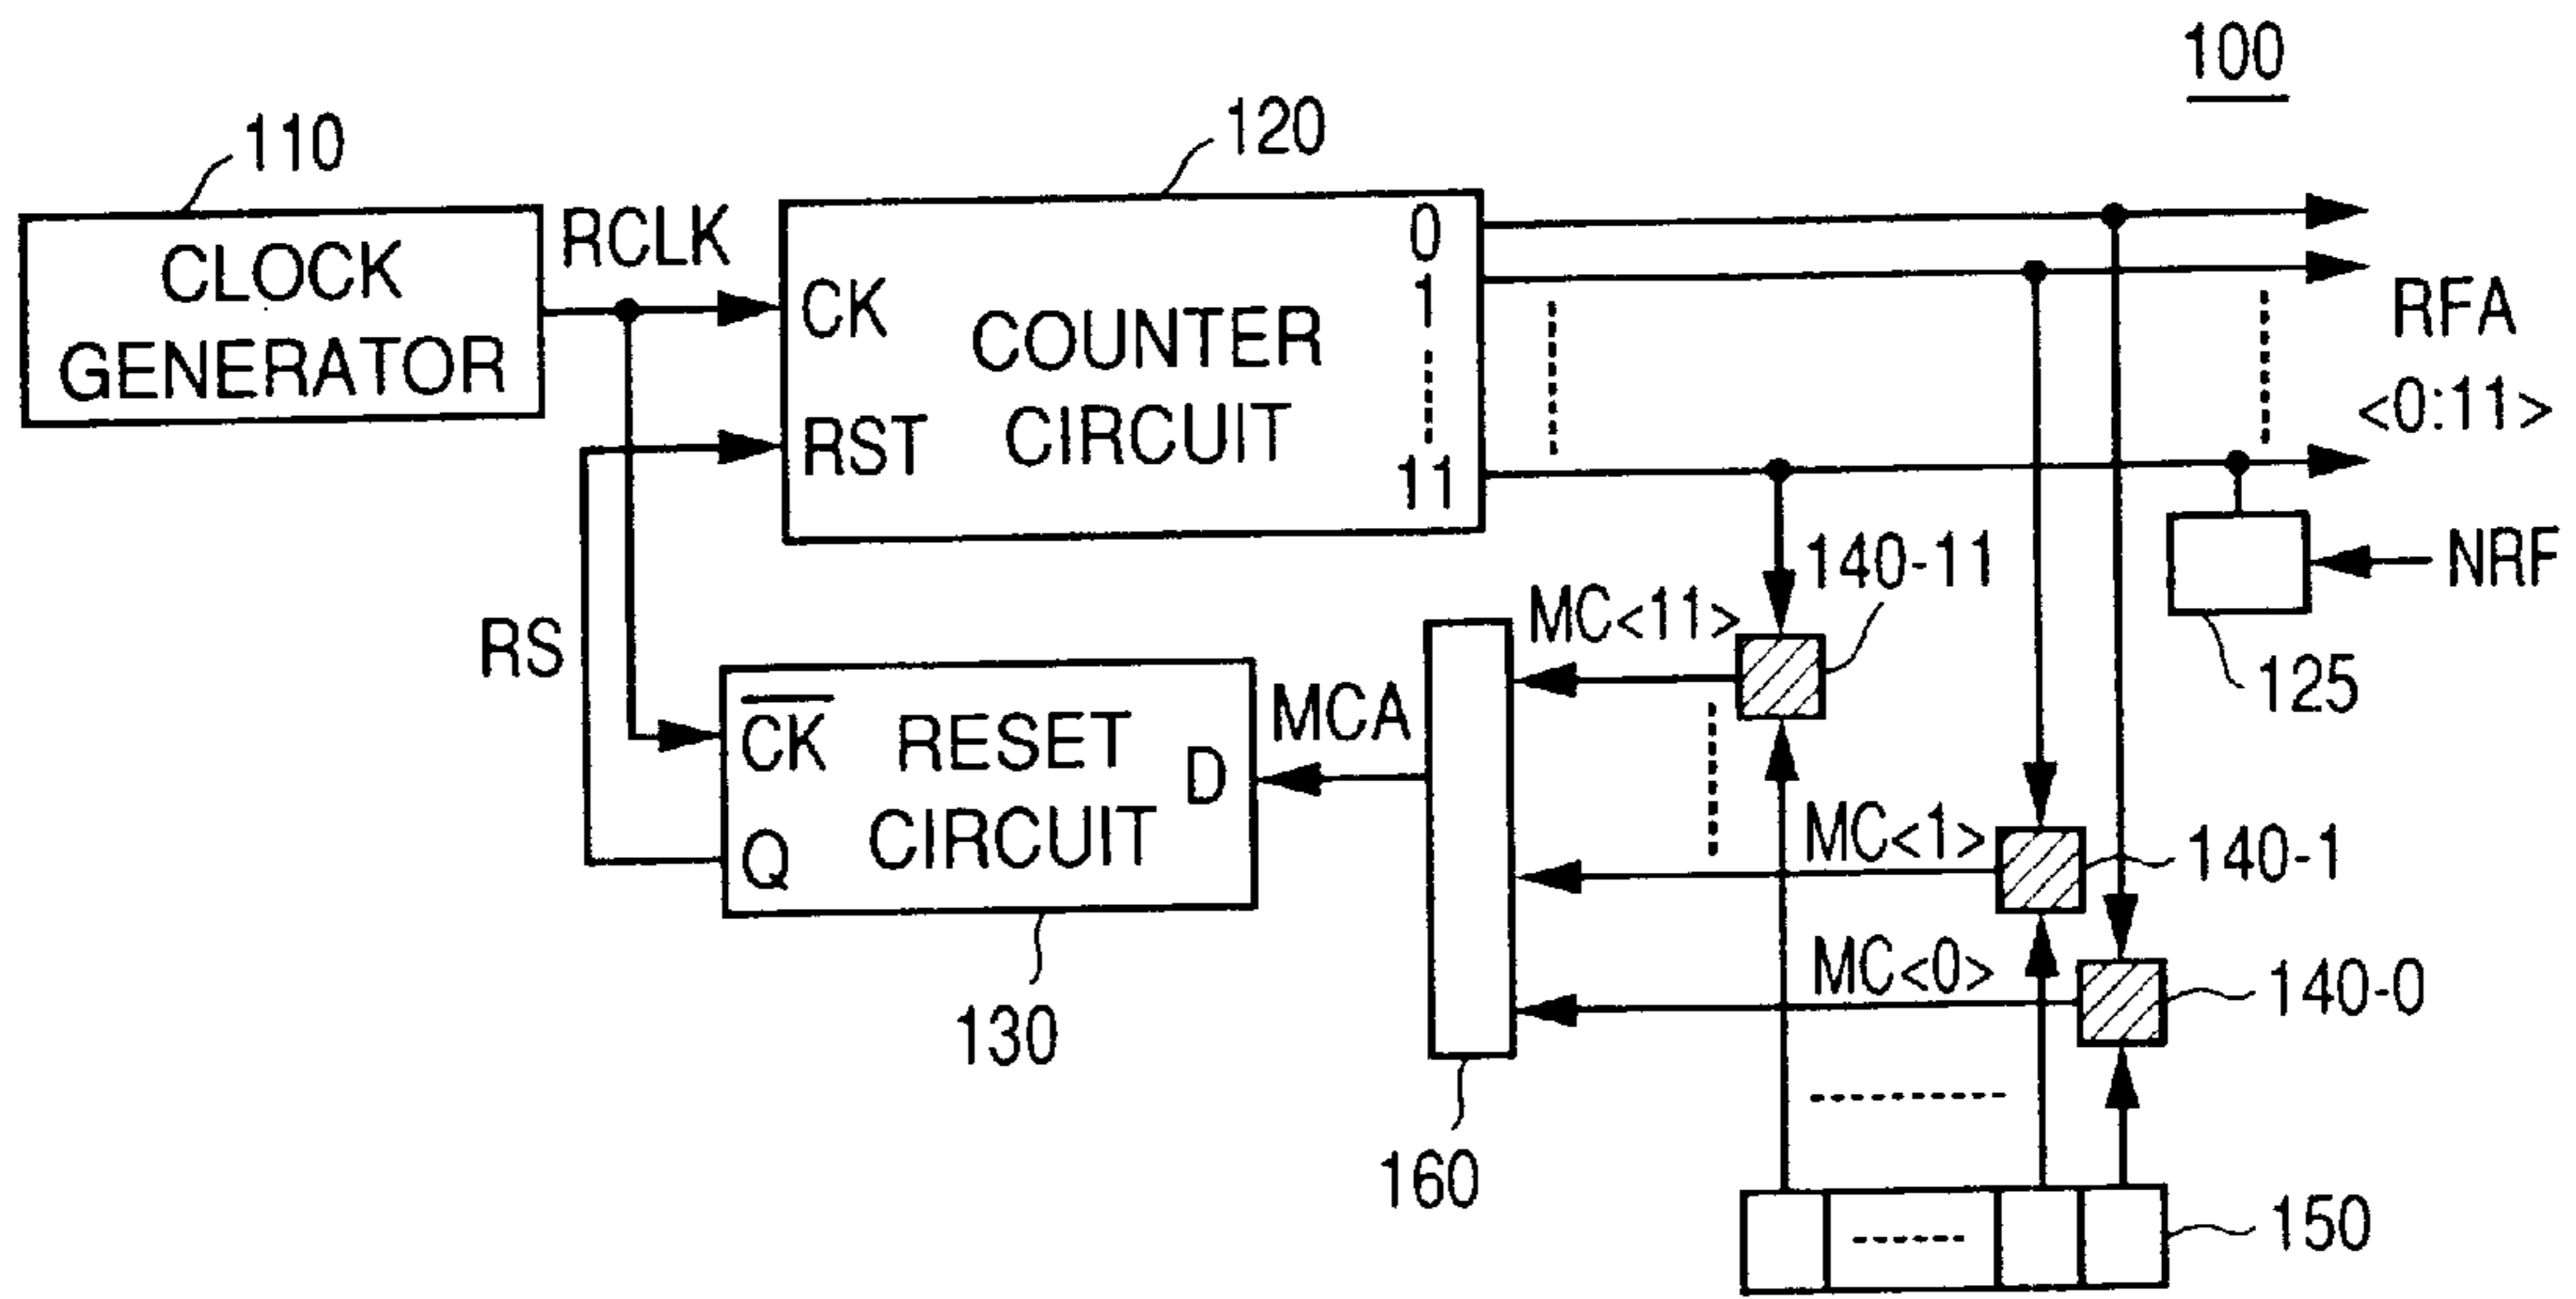 100
110
120
CLOCK
GENERATOR
RCLK
CK
RST
COUNTER
CIRCUIT
0
1
11
RFA
<0:11>
NRF
125
RS
C̅K̅
Q
RESET
CIRCUIT
D
130
MCA
160
MC<11>
140-11
MC<1>
140-1
MC<0>
140-0
150